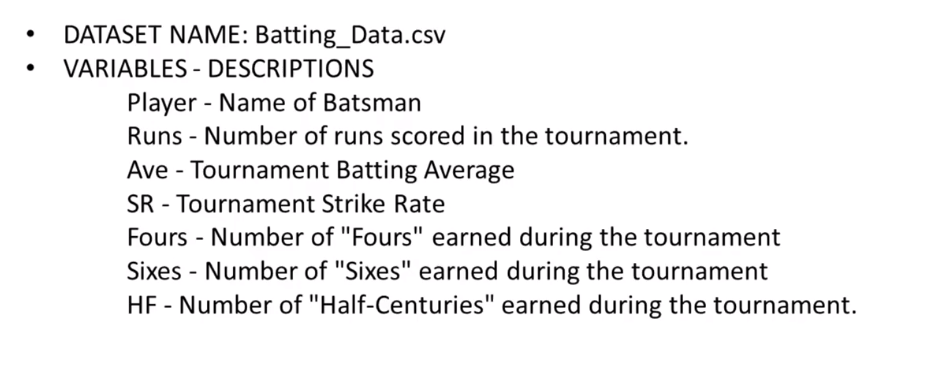 • DATASET NAME: Batting_Data.csv
• VARIABLES - DESCRIPTIONS
Player - Name of Batsman
Runs - Number of runs scored in the tournament.
Ave - Tournament Batting Average
SR - Tournament Strike Rate
Fours - Number of "Fours" earned during the tournament
Sixes - Number of "Sixes" earned during the tournament
HF - Number of "Half-Centuries" earned during the tournament.